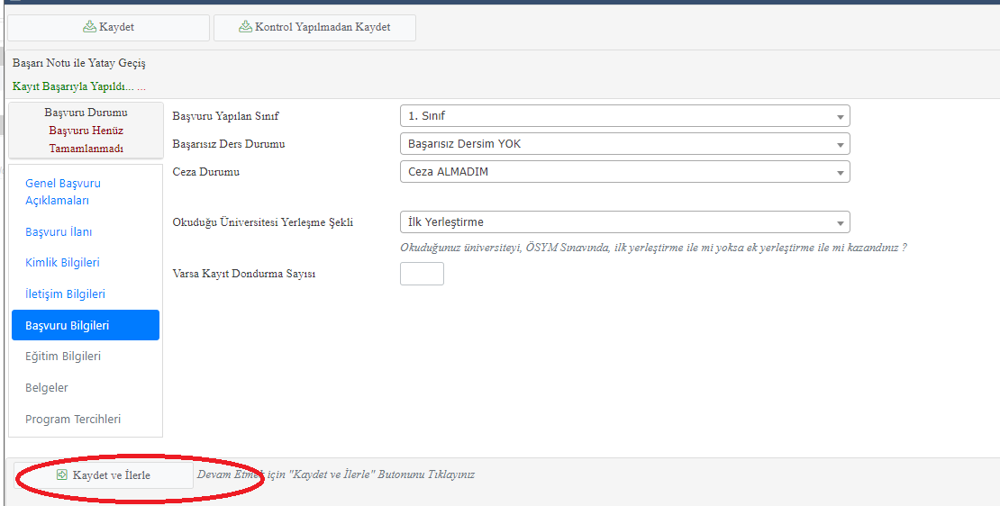 Kaydet
Kontrol Yapılmadan Kaydet
Başarı Notu ile Yatay Geçiş
Kayıt Başarıyla Yapıldı... ...
Başvuru Durumu
Başvuru Henüz
Tamamlanmadı
Genel Başvuru
Açıklamaları
Başvuru İlanı
Kimlik Bilgileri
İletişim Bilgileri
Başvuru Bilgileri
Eğitim Bilgileri
Belgeler
Program Tercihleri
Başvuru Yapılan Sınıf
1. Sınıf
Başarısız Ders Durumu
Başarısız Dersim YOK
Ceza Durumu
Ceza ALMADIM
Okuduğu Üniversitesi Yerleşme Şekli
İlk Yerleştirme
Okuduğunuz üniversiteyi, ÖSYM Sınavında, ilk yerleştirme ile mi yoksa ek yerleştirme ile mi kazandınız ?
Varsa Kayıt Dondurma Sayısı
Kaydet ve İlerle
Devam Etmek için "Kaydet ve İlerle" Butonunu Tıklayınız